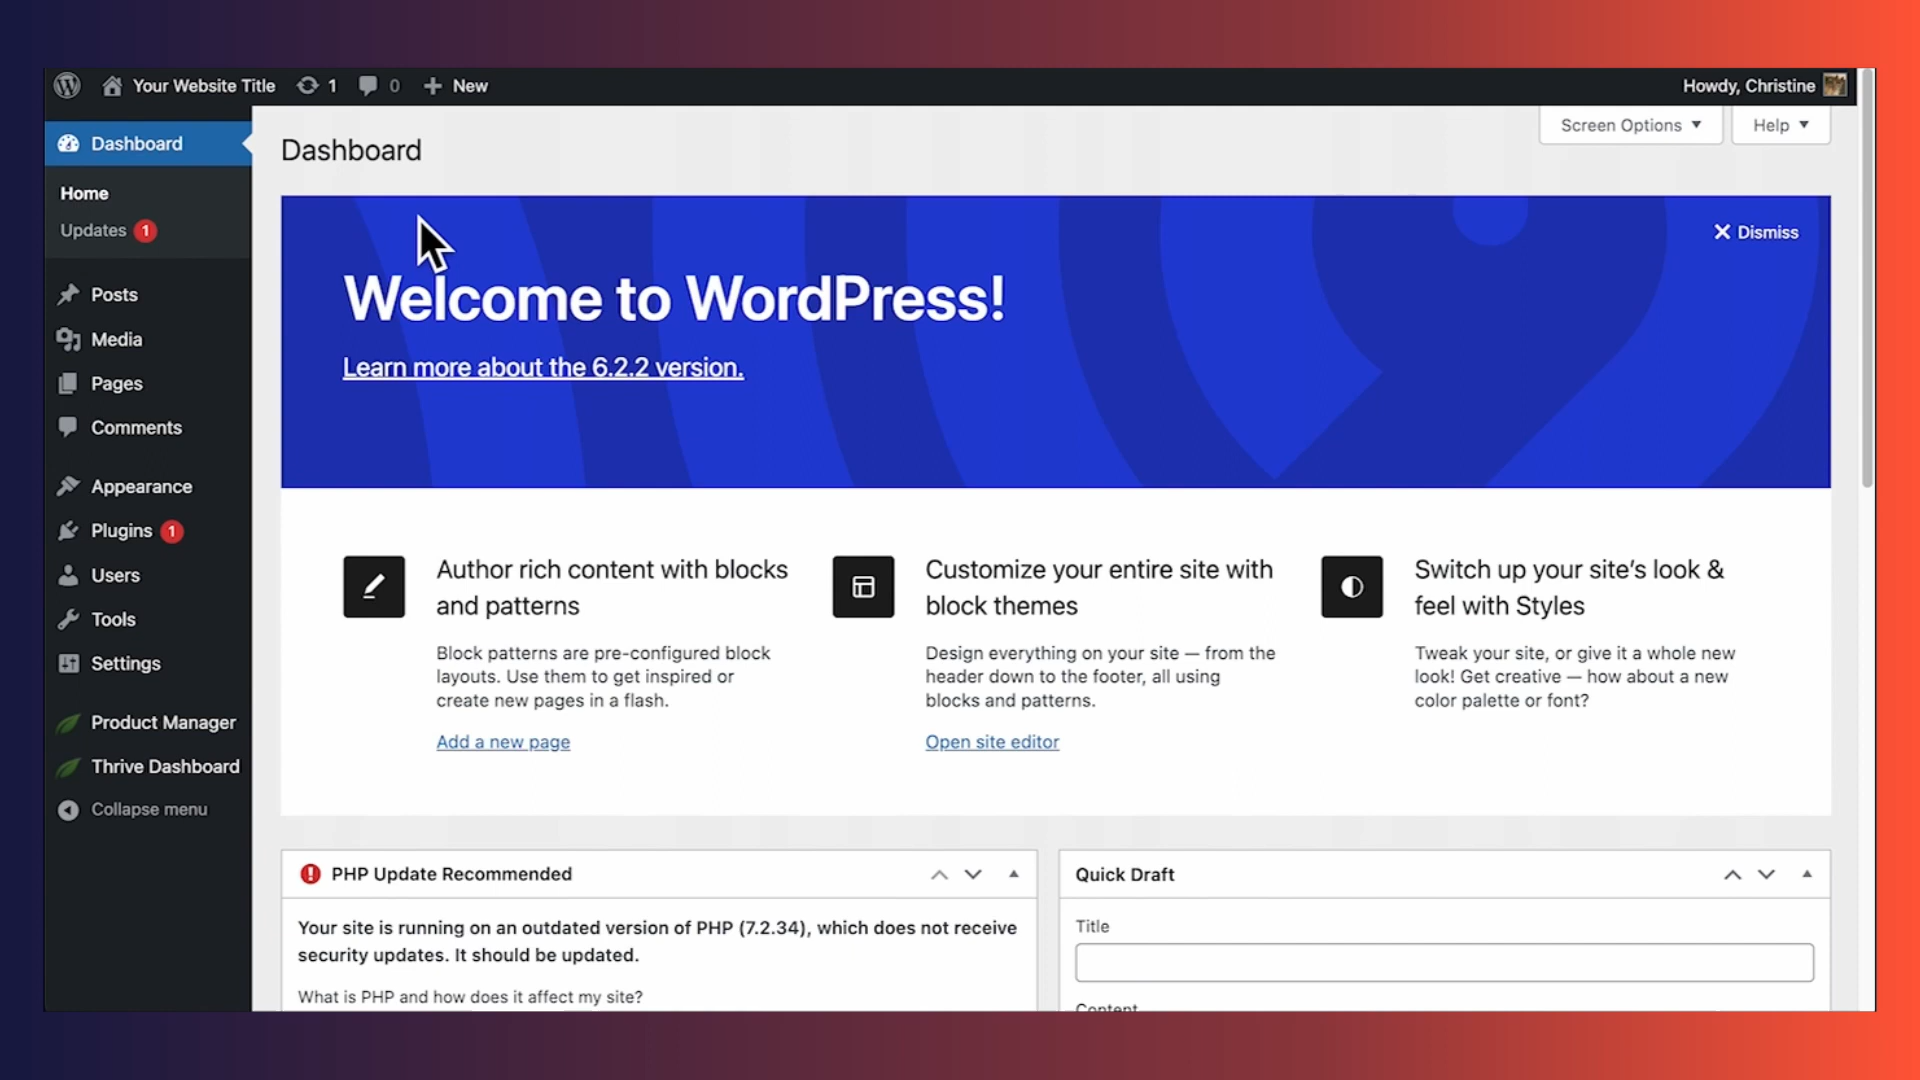 Your Website Title 1 0 New
Howdy, Christine
Dashboard
Home
Updates 1
Posts
Media
Pages
Comments
Appearance
Plugins 1
Users
Tools
Settings
Product Manager
Thrive Dashboard
Collapse menu
Screen Options
Help
Dashboard
Dismiss
Welcome to WordPress!
Learn more about the 6.2.2 version.
Author rich content with blocks
and patterns
Block patterns are pre-configured block
layouts. Use them to get inspired or
create new pages in a flash.
Add a new page
Customize your entire site with
block themes
Design everything on your site — from the
header down to the footer, all using
blocks and patterns.
Open site editor
Switch up your site’s look &
feel with Styles
Tweak your site, or give it a whole new
look! Get creative — how about a new
color palette or font?
PHP Update Recommended
Your site is running on an outdated version of PHP (7.2.34), which does not receive
security updates. It should be updated.
What is PHP and how does it affect my site?
Quick Draft
Title
Content